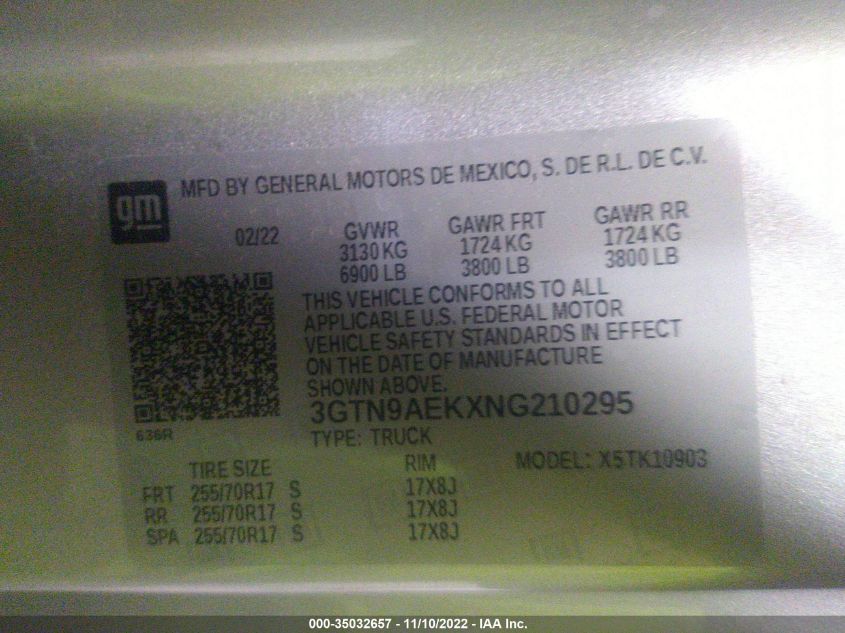 gm
MFD BY GENERAL MOTORS DE MEXICO, S. DE R.L. DE C.V.
02/22 GVWR GAWR FRT GAWR RR
3130 KG 1724 KG 1724 KG
6900 LB 3800 LB 3800 LB
THIS VEHICLE CONFORMS TO ALL
APPLICABLE U.S. FEDERAL MOTOR
VEHICLE SAFETY STANDARDS IN EFFECT
ON THE DATE OF MANUFACTURE
SHOWN ABOVE.
3GTN9AEKXNG210295
636R
TYPE: TRUCK
TIRE SIZE RIM MODEL: X5TK10903
FRT 255/70R17 S 17X8J
RR 255/70R17 S 17X8J
SPA 255/70R17 S 17X8J
000-35032657 - 11/10/2022 - IAA Inc.